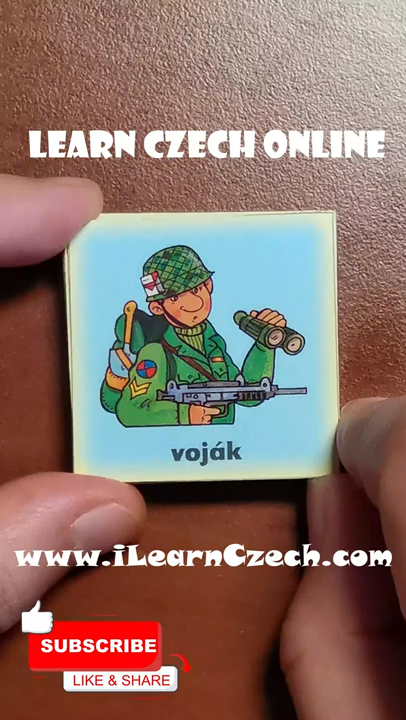 LEARN CZECH ONLINE
voják
www.iLearnCzech.com
SUBSCRIBE
LIKE & SHARE